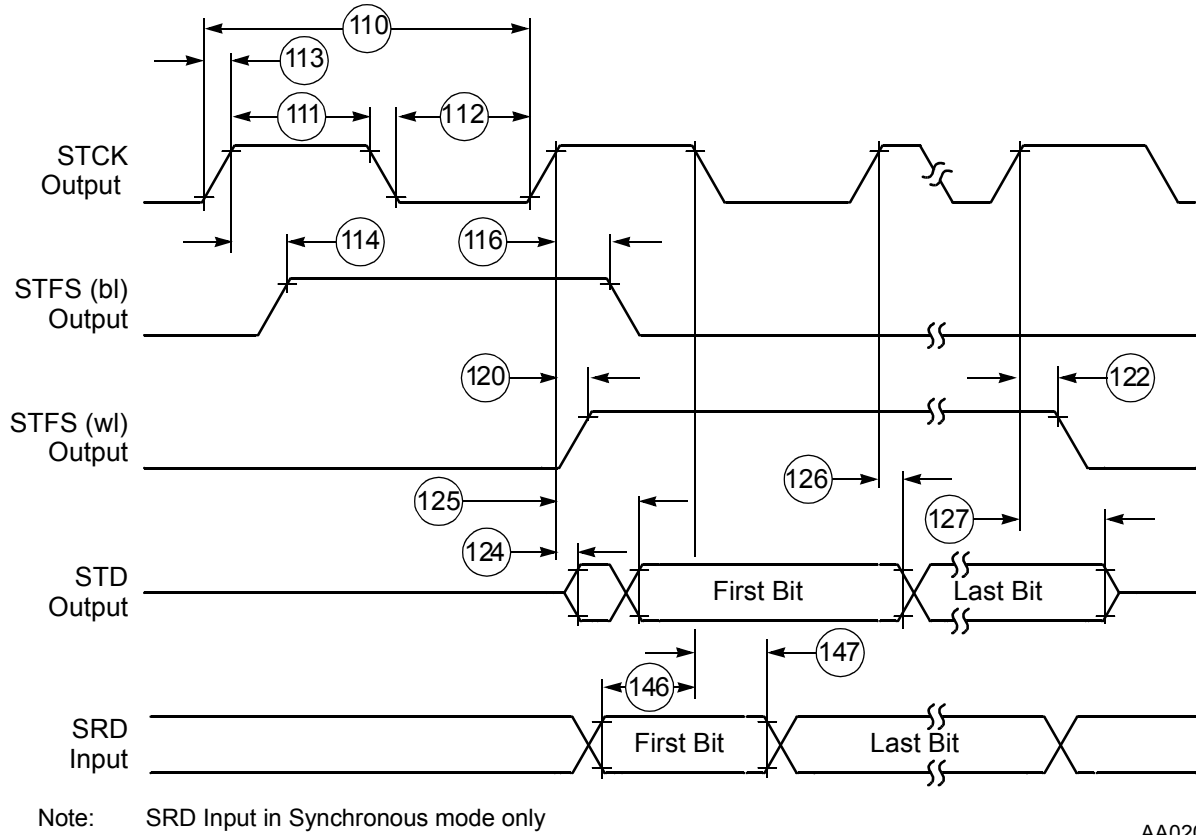 110
113
111
112
STCK
Output
114
116
STFS (bl)
Output
120
122
STFS (wl)
Output
126
125
127
124
STD
Output
First Bit
Last Bit
147
146
SRD
Input
First Bit
Last Bit
Note: SRD Input in Synchronous mode only